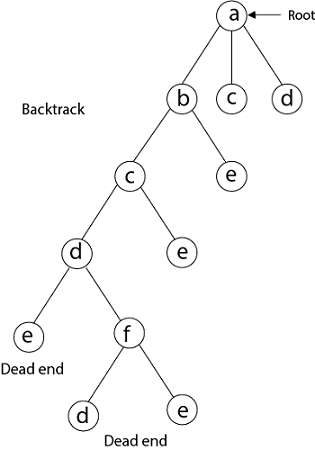 a Root
b c d
Backtrack
c e
d e
e f
Dead end
d e
Dead end